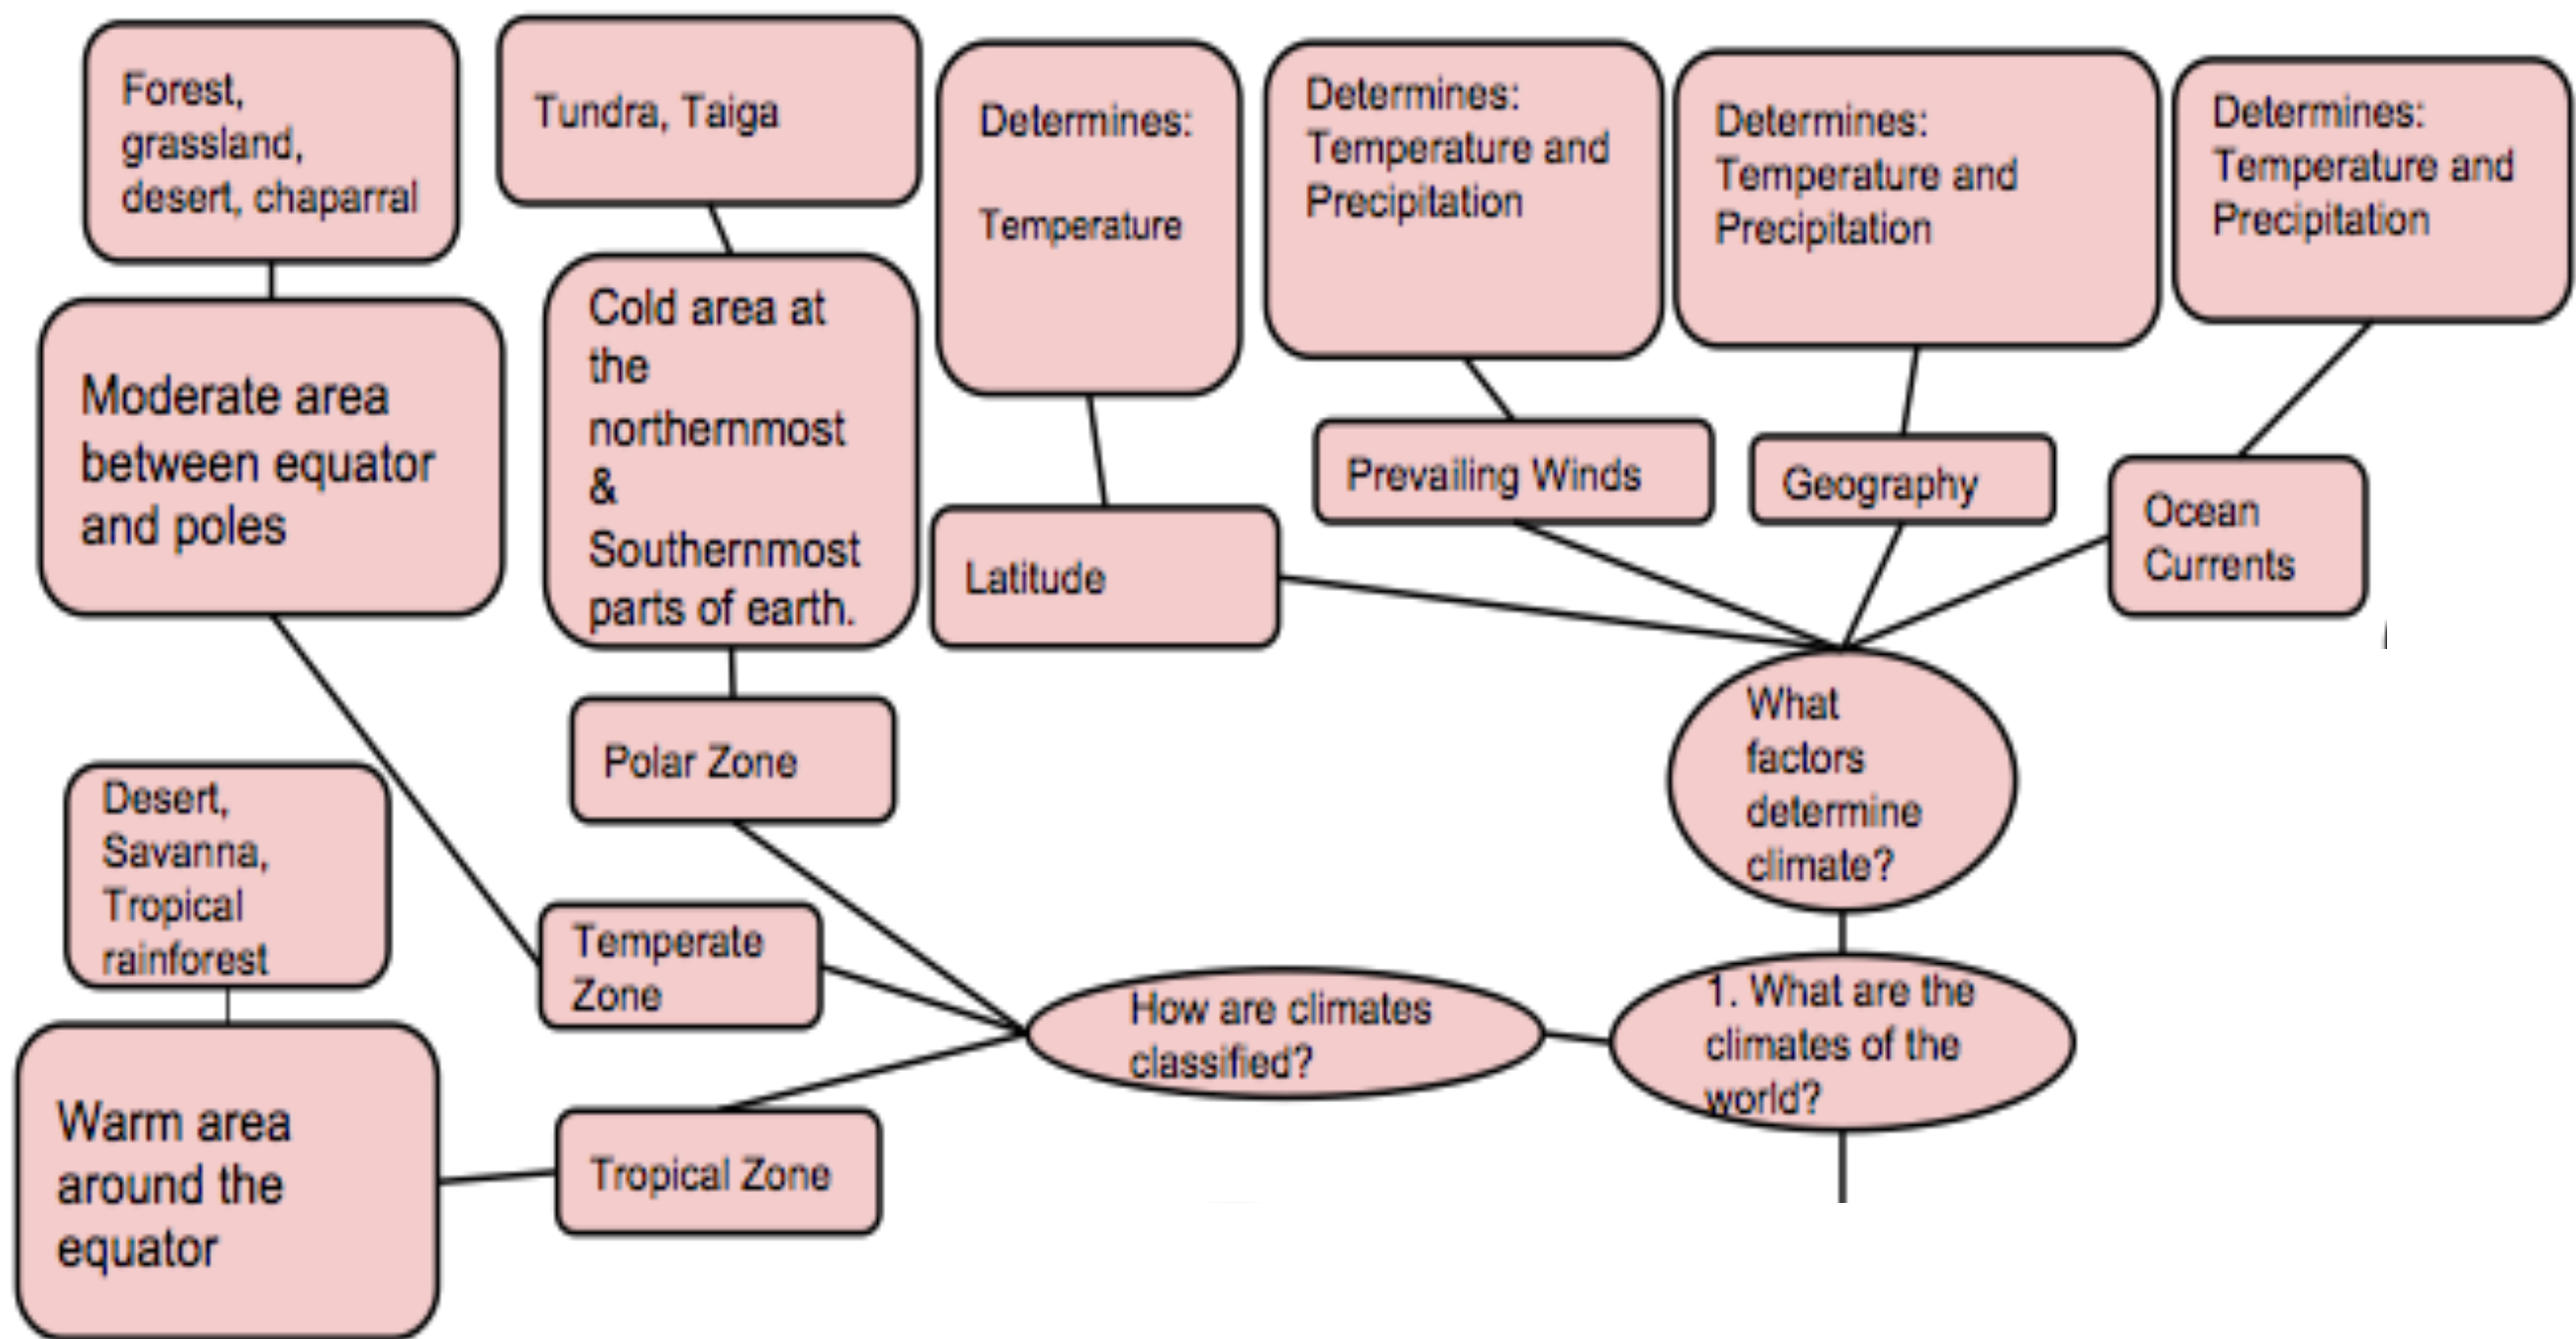 Forest,
grassland,
desert, chaparral
Tundra, Taiga
Determines:
Temperature
Determines:
Temperature and
Precipitation
Determines:
Temperature and
Precipitation
Determines:
Temperature and
Precipitation
Moderate area
between equator
and poles
Cold area at
the
northernmost
&
Southernmost
parts of earth.
Latitude
Prevailing Winds
Geography
Ocean
Currents
What
factors
determine
climate?
Polar Zone
Desert,
Savanna,
Tropical
rainforest
Temperate
Zone
How are climates
classified?
1. What are the
climates of the
world?
Warm area
around the
equator
Tropical Zone